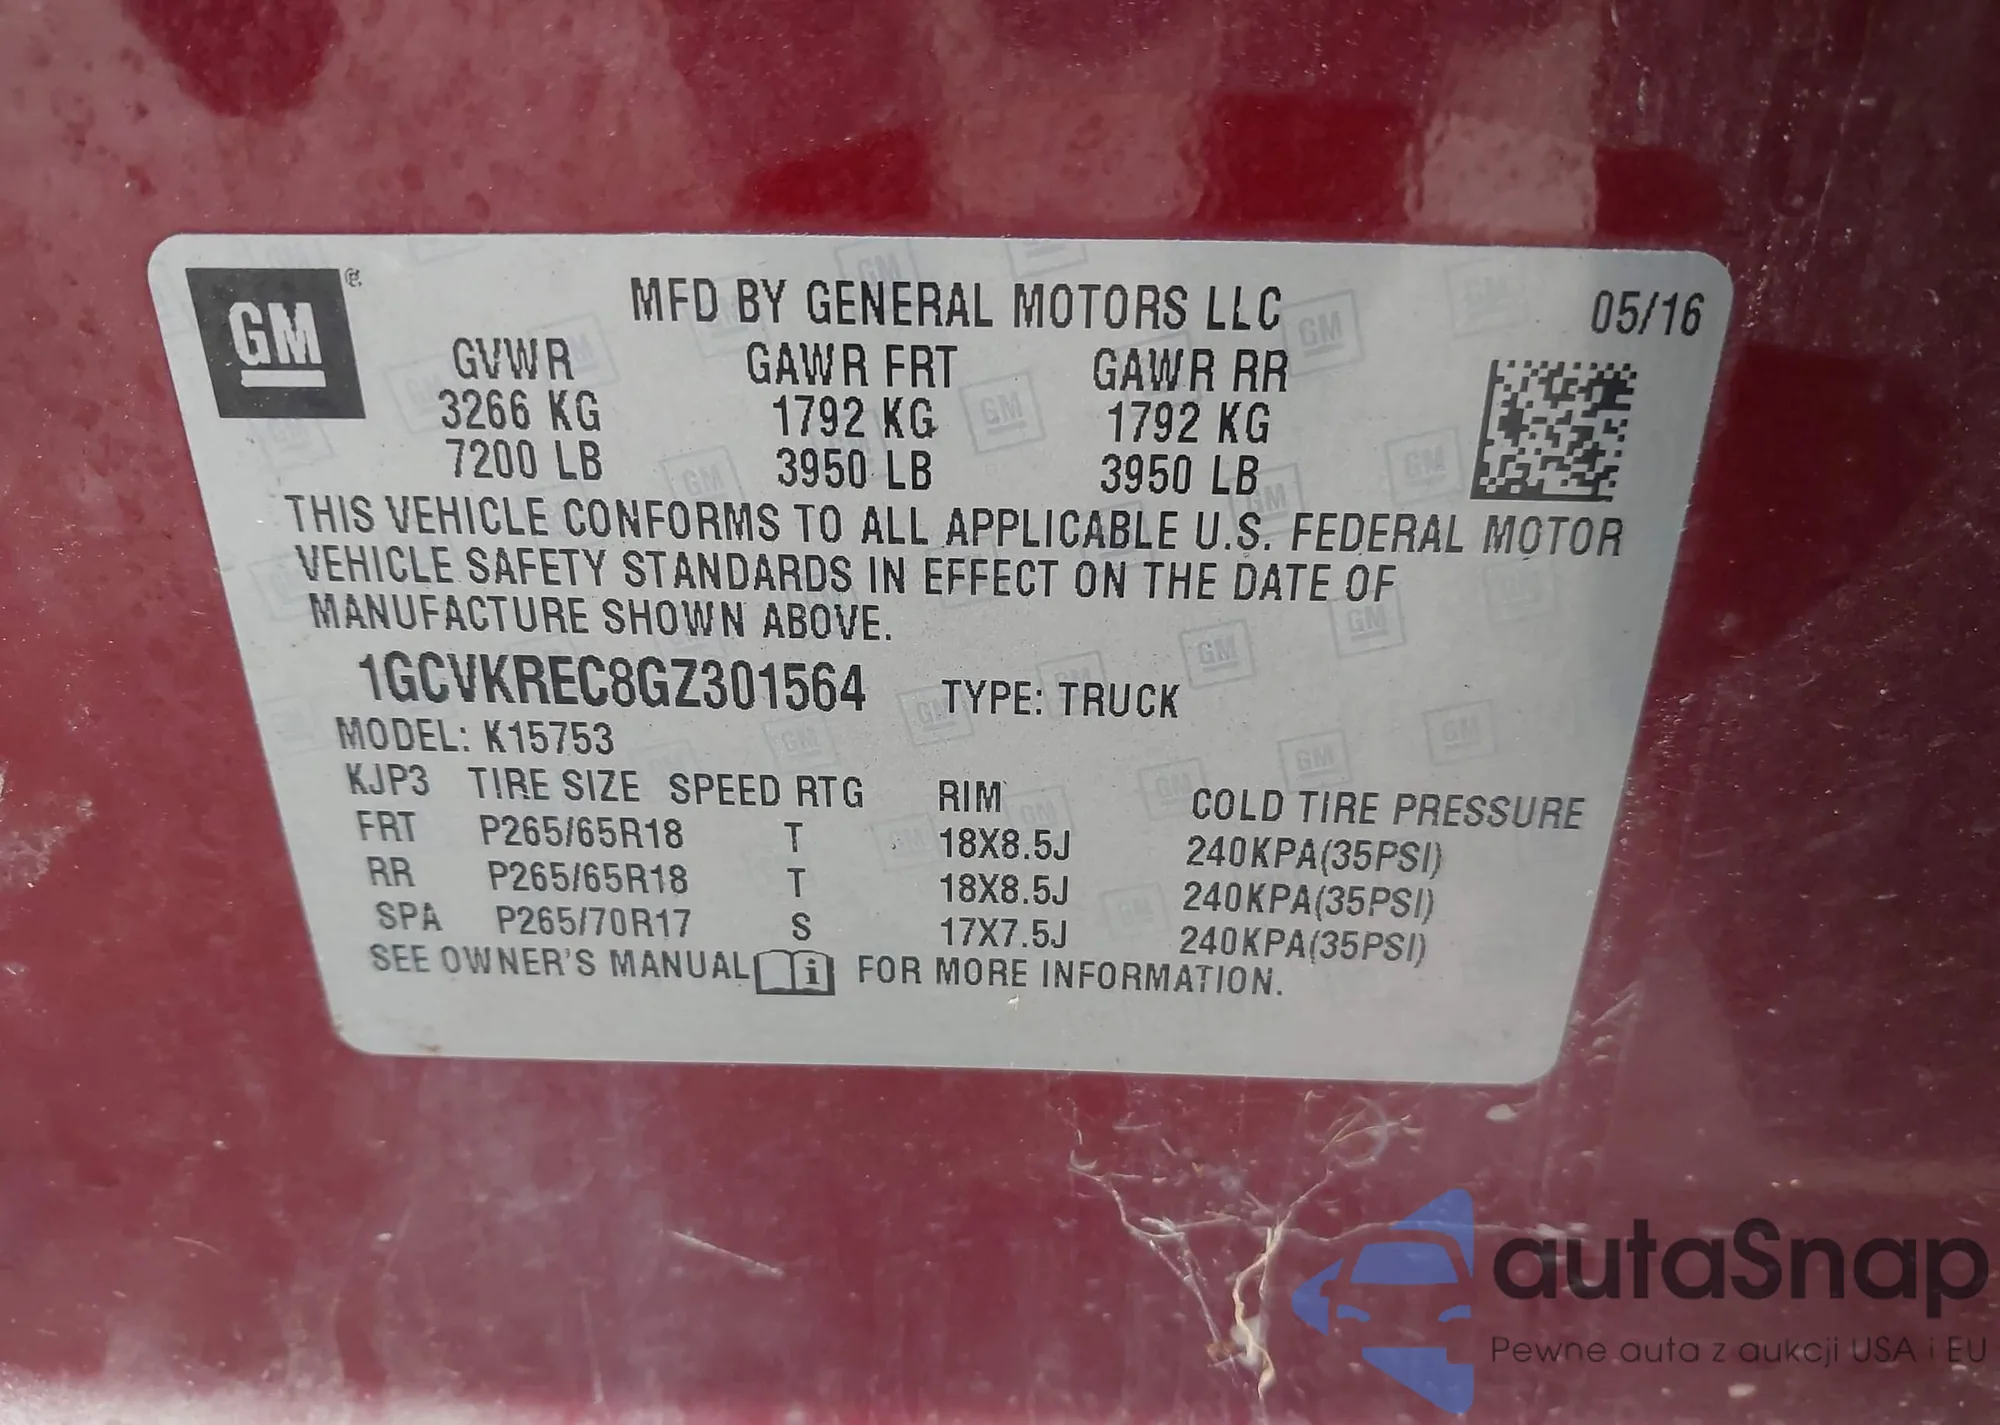 GM
MFD BY GENERAL MOTORS LLC 05/16
GVWR GAWR FRT GAWR RR
3266 KG 1792 KG 1792 KG
7200 LB 3950 LB 3950 LB
THIS VEHICLE CONFORMS TO ALL APPLICABLE U.S. FEDERAL MOTOR
VEHICLE SAFETY STANDARDS IN EFFECT ON THE DATE OF
MANUFACTURE SHOWN ABOVE.
1GCVKREC8GZ301564 TYPE: TRUCK
MODEL: K15753
KJP3 TIRE SIZE SPEED RTG RIM COLD TIRE PRESSURE
FRT P265/65R18 T 18X8.5J 240KPA(35PSI)
RR P265/65R18 T 18X8.5J 240KPA(35PSI)
SPA P265/70R17 S 17X7.5J 240KPA(35PSI)
SEE OWNER'S MANUAL i FOR MORE INFORMATION.
autaSnap
Pewne auta z aukcji USA i EU